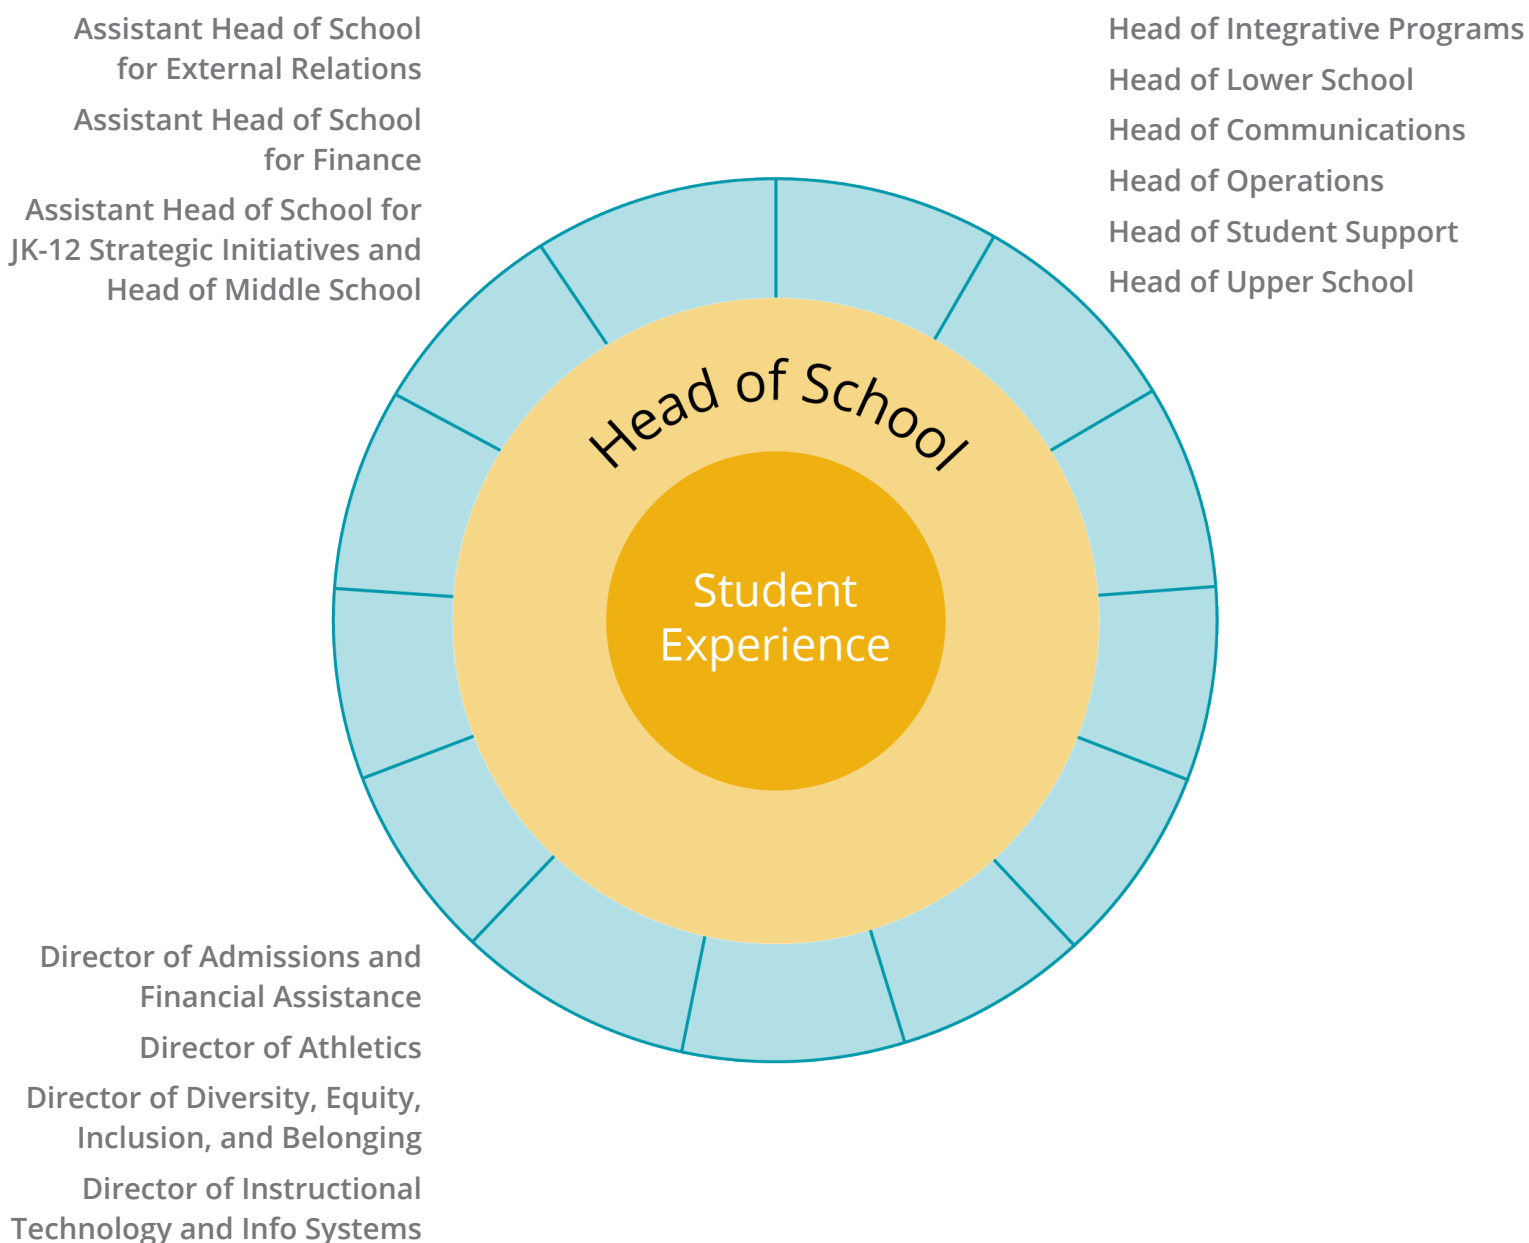 Assistant Head of School
for External Relations
Assistant Head of School
for Finance
Assistant Head of School for
JK-12 Strategic Initiatives and
Head of Middle School
Head of Integrative Programs
Head of Lower School
Head of Communications
Head of Operations
Head of Student Support
Head of Upper School
Head of School
Student
Experience
Director of Admissions and
Financial Assistance
Director of Athletics
Director of Diversity, Equity,
Inclusion, and Belonging
Director of Instructional
Technology and Info Systems